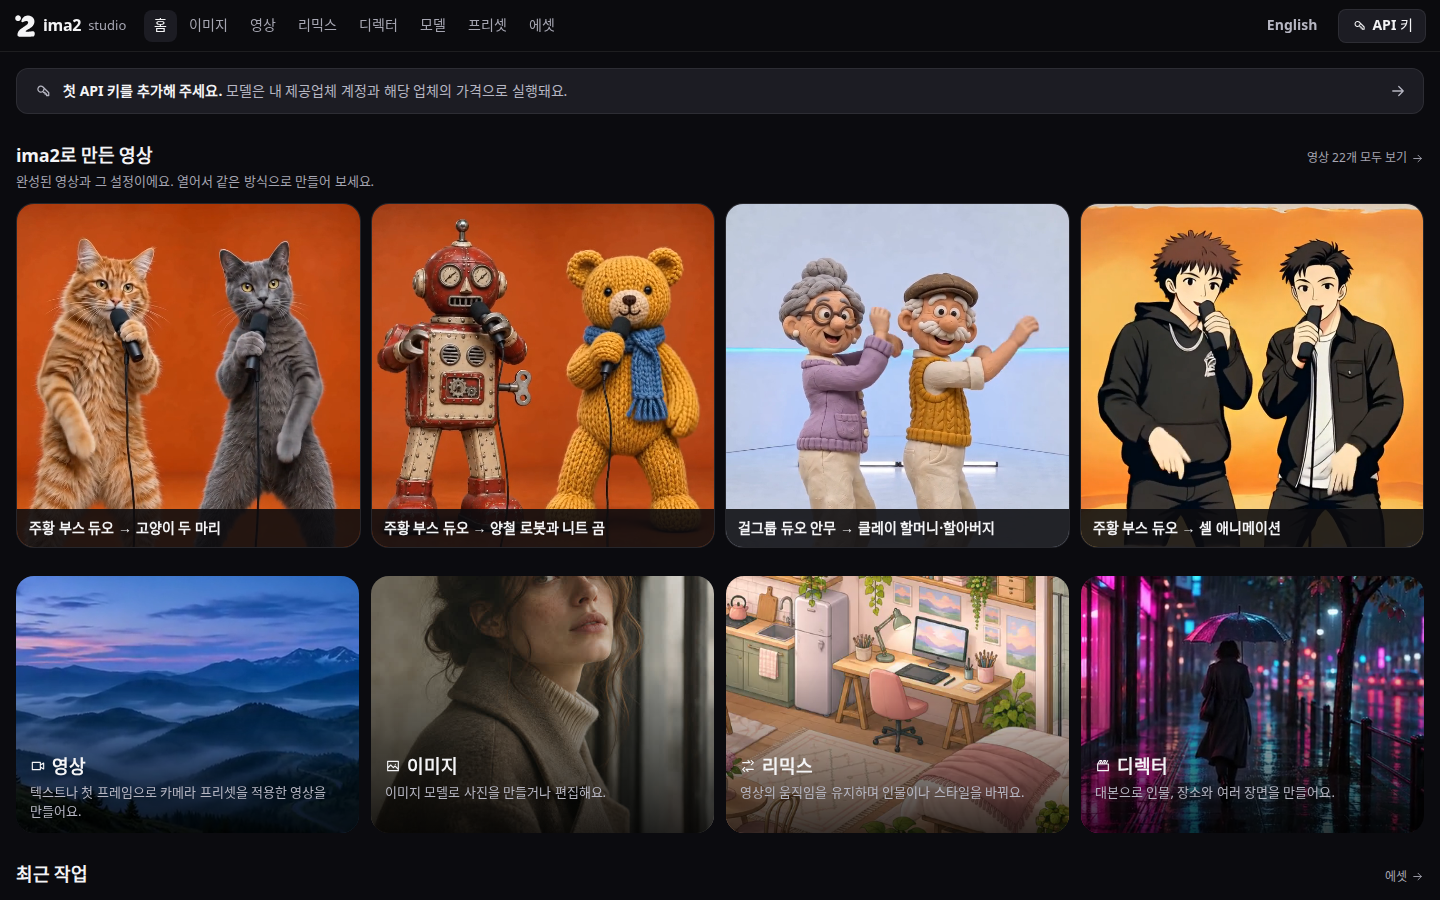 ima2 studio
홈
이미지
영상
리믹스
디렉터
모델
프리셋
에셋
English
API 키
첫 API 키를 추가해 주세요. 모델은 내 제공업체 계정과 해당 업체의 가격으로 실행돼요.
ima2로 만든 영상
영상 22개 모두 보기 →
완성된 영상과 그 설정이에요. 열어서 같은 방식으로 만들어 보세요.
주황 부스 듀오 → 고양이 두 마리
주황 부스 듀오 → 양철 로봇과 니트 곰
걸그룹 듀오 안무 → 클레이 할머니·할아버지
주황 부스 듀오 → 셀 애니메이션
영상
텍스트나 첫 프레임으로 카메라 프리셋을 적용한 영상을
만들어요.
이미지
이미지 모델로 사진을 만들거나 편집해요.
리믹스
영상의 움직임을 유지하며 인물이나 스타일을 바꿔요.
디렉터
대본으로 인물, 장소와 여러 장면을 만들어요.
최근 작업
에셋 →